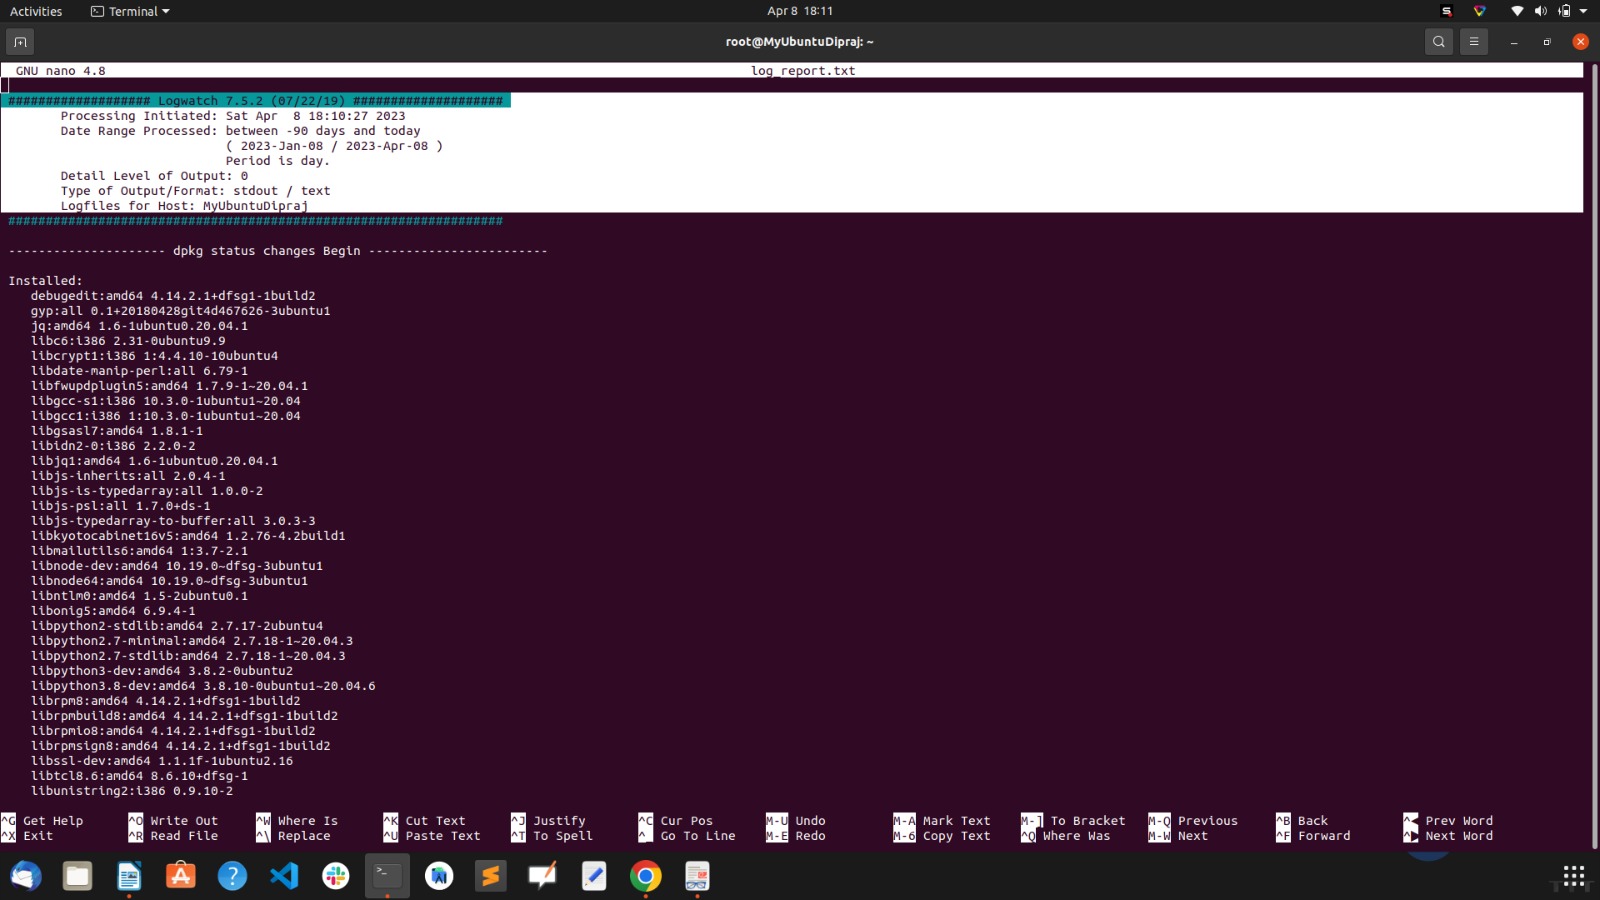 Activities Terminal Apr 8 18:11
root@MyUbuntuDipraj: ~
GNU nano 4.8 log_report.txt
################### Logwatch 7.5.2 (07/22/19) ####################
Processing Initiated: Sat Apr  8 18:10:27 2023
Date Range Processed: between -90 days and today
( 2023-Jan-08 / 2023-Apr-08 )
Period is day.
Detail Level of Output: 0
Type of Output/Format: stdout / text
Logfiles for Host: MyUbuntuDipraj
##################################################################
--------------------- dpkg status changes Begin ------------------------
Installed:
debugedit:amd64 4.14.2.1+dfsg1-1build2
gyp:all 0.1+20180428git4d467626-3ubuntu1
jq:amd64 1.6-1ubuntu0.20.04.1
libc6:i386 2.31-0ubuntu9.9
libcrypt1:i386 1:4.4.10-10ubuntu4
libdate-manip-perl:all 6.79-1
libfwupdplugin5:amd64 1.7.9-1~20.04.1
libgcc-s1:i386 10.3.0-1ubuntu1~20.04
libgcc1:i386 1:10.3.0-1ubuntu1~20.04
libgsasl7:amd64 1.8.1-1
libidn2-0:i386 2.2.0-2
libjq1:amd64 1.6-1ubuntu0.20.04.1
libjs-inherits:all 2.0.4-1
libjs-is-typedarray:all 1.0.0-2
libjs-psl:all 1.7.0+ds-1
libjs-typedarray-to-buffer:all 3.0.3-3
libkyotocabinet16v5:amd64 1.2.76-4.2build1
libmailutils6:amd64 1:3.7-2.1
libnode-dev:amd64 10.19.0~dfsg-3ubuntu1
libnode64:amd64 10.19.0~dfsg-3ubuntu1
libntlm0:amd64 1.5-2ubuntu0.1
libonig5:amd64 6.9.4-1
libpython2-stdlib:amd64 2.7.17-2ubuntu4
libpython2.7-minimal:amd64 2.7.18-1~20.04.3
libpython2.7-stdlib:amd64 2.7.18-1~20.04.3
libpython3-dev:amd64 3.8.2-0ubuntu2
libpython3.8-dev:amd64 3.8.10-0ubuntu1~20.04.6
librpm8:amd64 4.14.2.1+dfsg1-1build2
librpmbuild8:amd64 4.14.2.1+dfsg1-1build2
librpmio8:amd64 4.14.2.1+dfsg1-1build2
librpmsign8:amd64 4.14.2.1+dfsg1-1build2
libssl-dev:amd64 1.1.1f-1ubuntu2.16
libtcl8.6:amd64 8.6.10+dfsg-1
libunistring2:i386 0.9.10-2
^G Get Help ^O Write Out ^W Where Is ^K Cut Text ^J Justify ^C Cur Pos M-U Undo M-A Mark Text M-] To Bracket M-Q Previous ^B Back ^◀ Prev Word
^X Exit ^R Read File ^\ Replace ^U Paste Text ^T To Spell ^_ Go To Line M-E Redo M-6 Copy Text ^Q Where Was M-W Next ^F Forward ^▶ Next Word